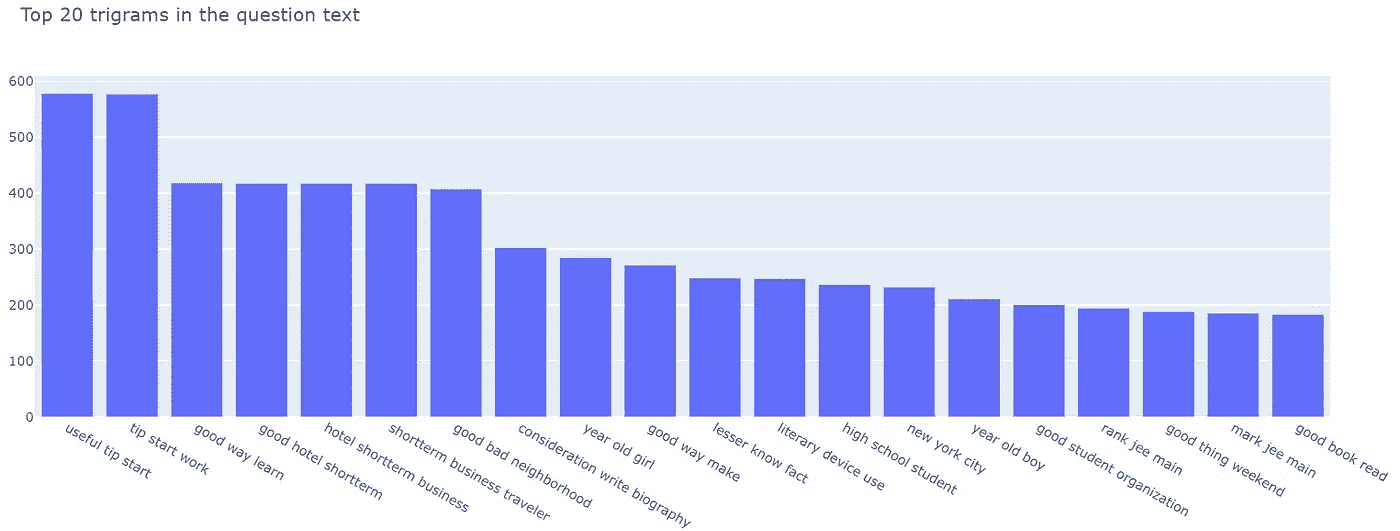 Top 20 trigrams in the question text
600
500
400
300
200
100
0
useful tip start
tip start work
good way learn
good hotel shortterm
hotel shortterm business
shortterm business traveler
good bad neighborhood
consideration write biography
year old girl
good way make
lesser know fact
literary device use
high school student
new york city
year old boy
good student organization
rank jee main
good thing weekend
mark jee main
good book read